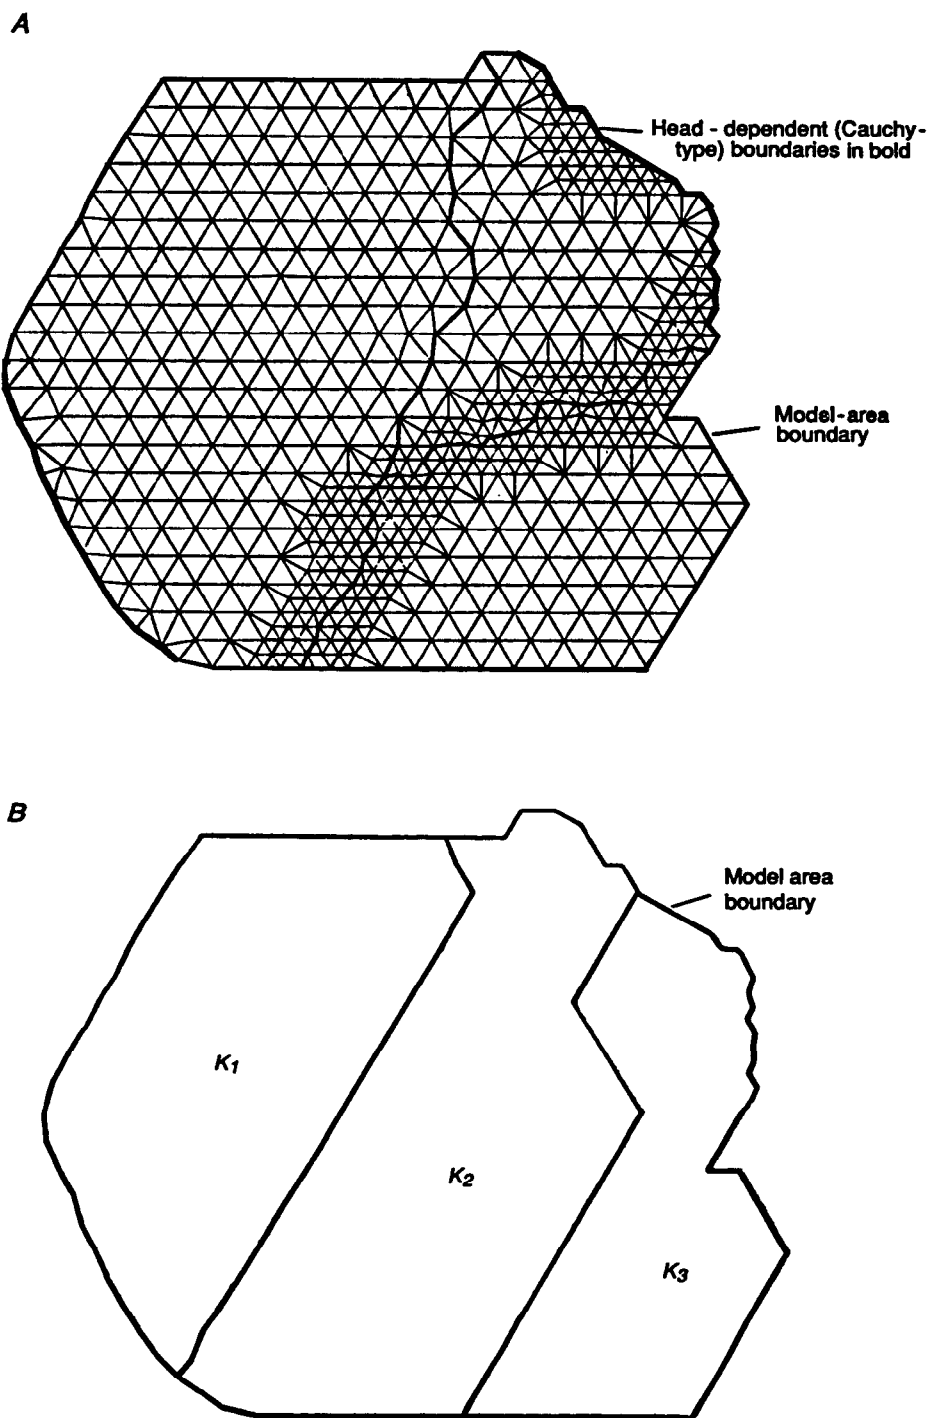 A
Head - dependent (Cauchy-
type) boundaries in bold
Model-area
boundary
B
Model area
boundary
K1
K2
K3